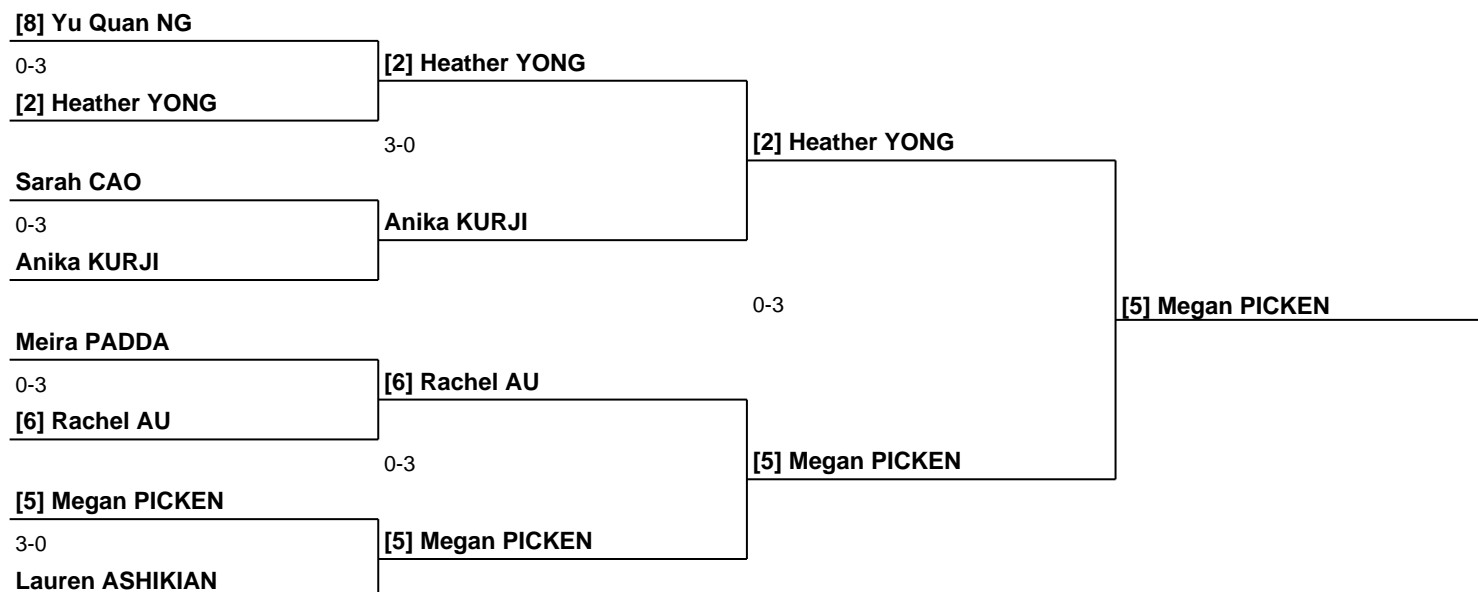 [8] Yu Quan NG
0-3
[2] Heather YONG
[2] Heather YONG
3-0
[2] Heather YONG
Sarah CAO
0-3
Anika KURJI
Anika KURJI
0-3
[5] Megan PICKEN
Meira PADDA
0-3
[6] Rachel AU
[6] Rachel AU
0-3
[5] Megan PICKEN
[5] Megan PICKEN
3-0
[5] Megan PICKEN
Lauren ASHIKIAN